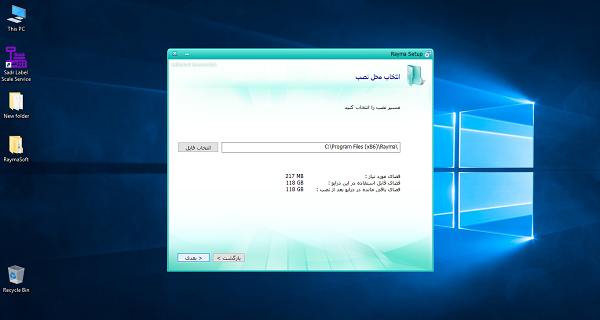 This PC
Sadr Label
Scale Service
New folder
RaymaSoft
Recycle Bin
Rayma Setup
انتخاب محل نصب
مسیر نصب را انتخاب کنید
C:\Program Files (x86)\Rayma\
انتخاب فایل
فضای مورد نیاز : 217 MB
فضای قابل استفاده در این درایو : 118 GB
فضای باقی مانده در درایو بعد از نصب : 118 GB
بازگشت >
< بعدی